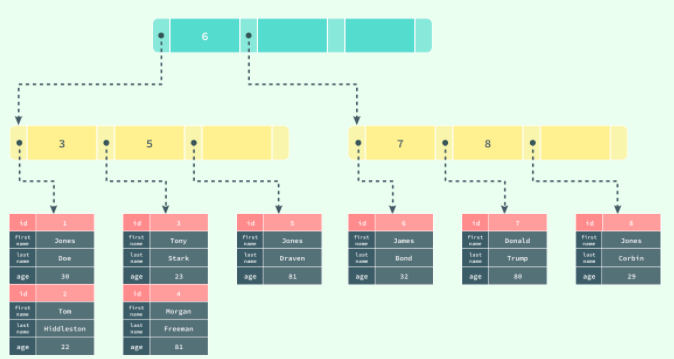 6
3 5
7 8
id 1
first name Jones
last name Doe
age 30
id 2
first name Tom
last name Hiddleston
age 22
id 3
first name Tony
last name Stark
age 23
id 4
first name Morgan
last name Freeman
age 81
id 5
first name Jones
last name Draven
age 81
id 6
first name James
last name Bond
age 32
id 7
first name Donald
last name Trump
age 80
id 8
first name Jones
last name Corbin
age 29